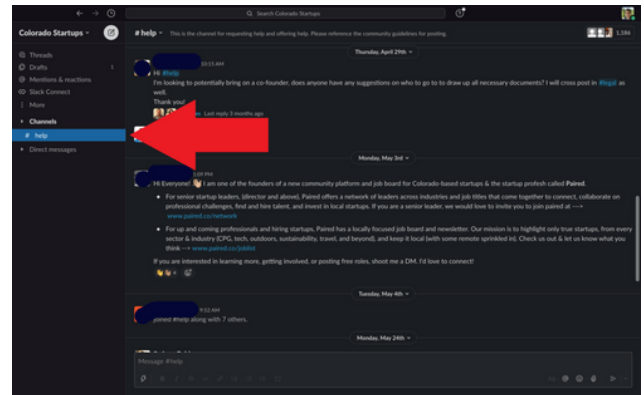 Search Colorado Startups
Colorado Startups
# help
This is the channel for requesting help and offering help. Please reference the community guidelines for posting.
1,186
Threads
Drafts
1
Mentions & reactions
Slack Connect
More
Channels
# help
Direct messages
Thursday, April 29th
10:15 AM
Hi #help
I'm looking to potentially bring on a co-founder, does anyone have any suggestions on who to go to to draw up all necessary documents? I will cross post in #legal as
well.
Thank you!
Last reply 3 months ago
Monday, May 3rd
:09 PM
Hi Everyone! I am one of the founders of a new community platform and job board for Colorado-based startups & the startup profesh called Paired.
• For senior startup leaders, (director and above), Paired offers a network of leaders across industries and job titles that come together to connect, collaborate on
professional challenges, find and hire talent, and invest in local startups. If you are a senior leader, we would love to invite you to join paired at --->
www.paired.co/network
• For up and coming professionals and hiring startups, Paired has a locally focused job board and newsletter. Our mission is to highlight only true startups, from every
sector & industry (CPG, tech, outdoors, sustainability, travel, and beyond), and keep it local (with some remote sprinkled in). Check us out & let us know what you
think --> www.paired.co/joblist
If you are interested in learning more, getting involved, or posting free roles, shoot me a DM. I'd love to connect!
Tuesday, May 4th
9:52 AM
joined #help along with 7 others.
Monday, May 24th
Message #help